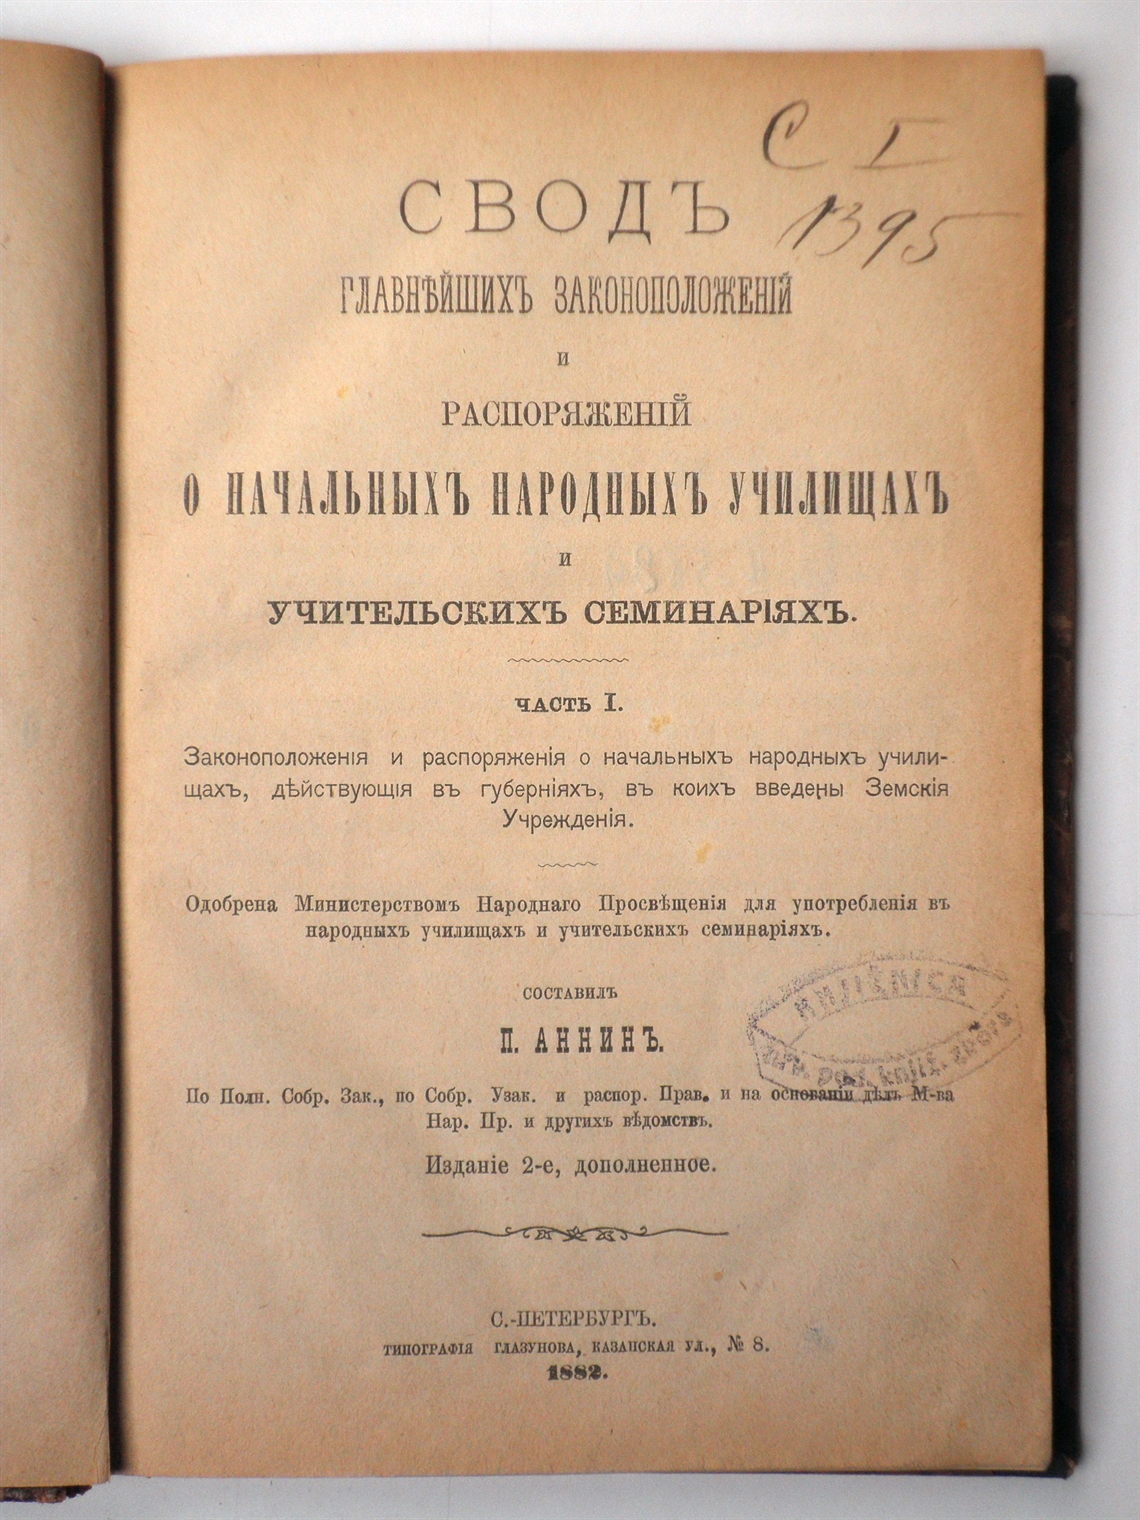 С I
1395
СВОДЪ
ГЛАВНѢЙШИХЪ ЗАКОНОПОЛОЖЕНІЙ
И
РАСПОРЯЖЕНІЙ
О НАЧАЛЬНЫХЪ НАРОДНЫХЪ УЧИЛИЩАХЪ
И
УЧИТЕЛЬСКИХЪ СЕМИНАРІЯХЪ.
ЧАСТЬ I.
Законоположенія и распоряженія о начальныхъ народныхъ учили-
щахъ, дѣйствующія въ губерніяхъ, въ коихъ введены Земскія
Учрежденія.
Одобрена Министерствомъ Народнаго Просвѣщенія для употребленія въ
народныхъ училищахъ и учительскихъ семинаріяхъ.
СОСТАВИЛЪ
П. АННИНЪ.
По Полн. Собр. Зак., по Собр. Узак. и распор. Прав. и на основаніи дѣлъ М-ва
Нар. Пр. и другихъ вѣдомствъ.
Изданіе 2-е, дополненное.
С.-ПЕТЕРБУРГЪ.
ТИПОГРАФІЯ ГЛАЗУНОВА, КАЗАНСКАЯ УЛ., № 8.
1882.